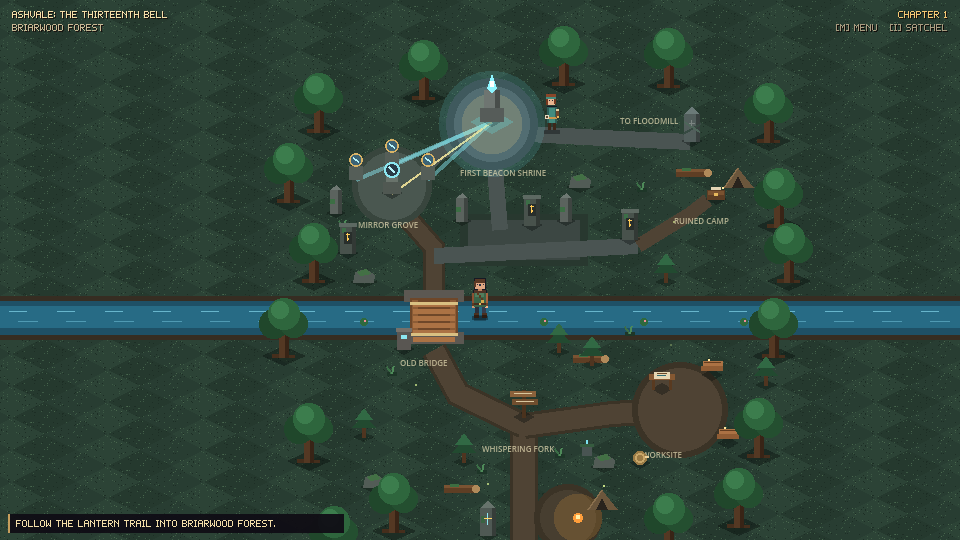 ASHVALE: THE THIRTEENTH BELL
BRIARWOOD FOREST
CHAPTER 1
[M] MENU [I] SATCHEL
TO FLOODMILL
FIRST BEACON SHRINE
MIRROR GROVE
RUINED CAMP
OLD BRIDGE
WHISPERING FORK
WORKSITE
FOLLOW THE LANTERN TRAIL INTO BRIARWOOD FOREST.